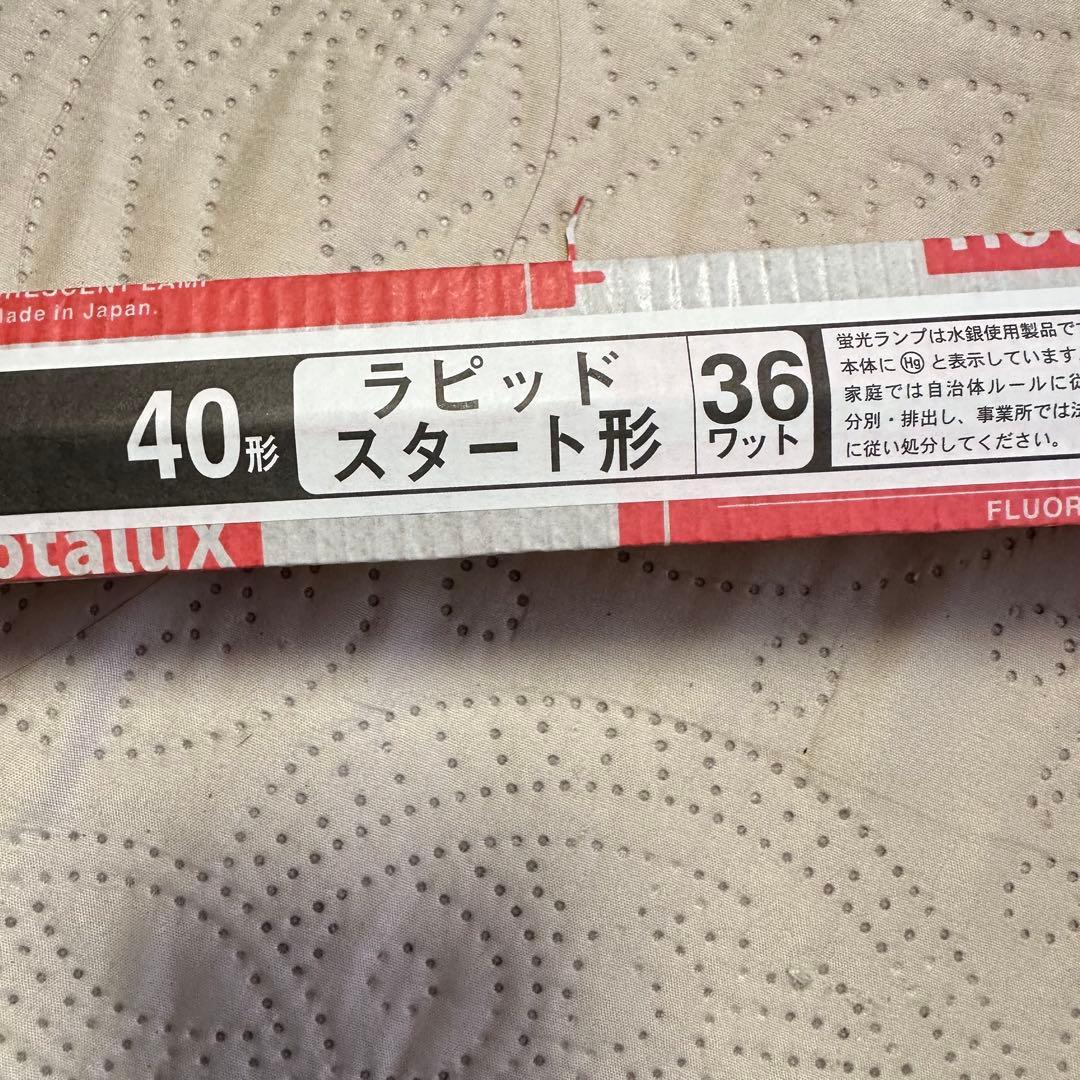 Made in Japan.
40形
ラピッド
スタート形
36
ワット
蛍光ランプは水銀使用製品で
本体に Hg と表示しています
家庭では自治体ルールに従
分別・排出し、事業所では法
に従い処分してください。
otalux
FLUOR